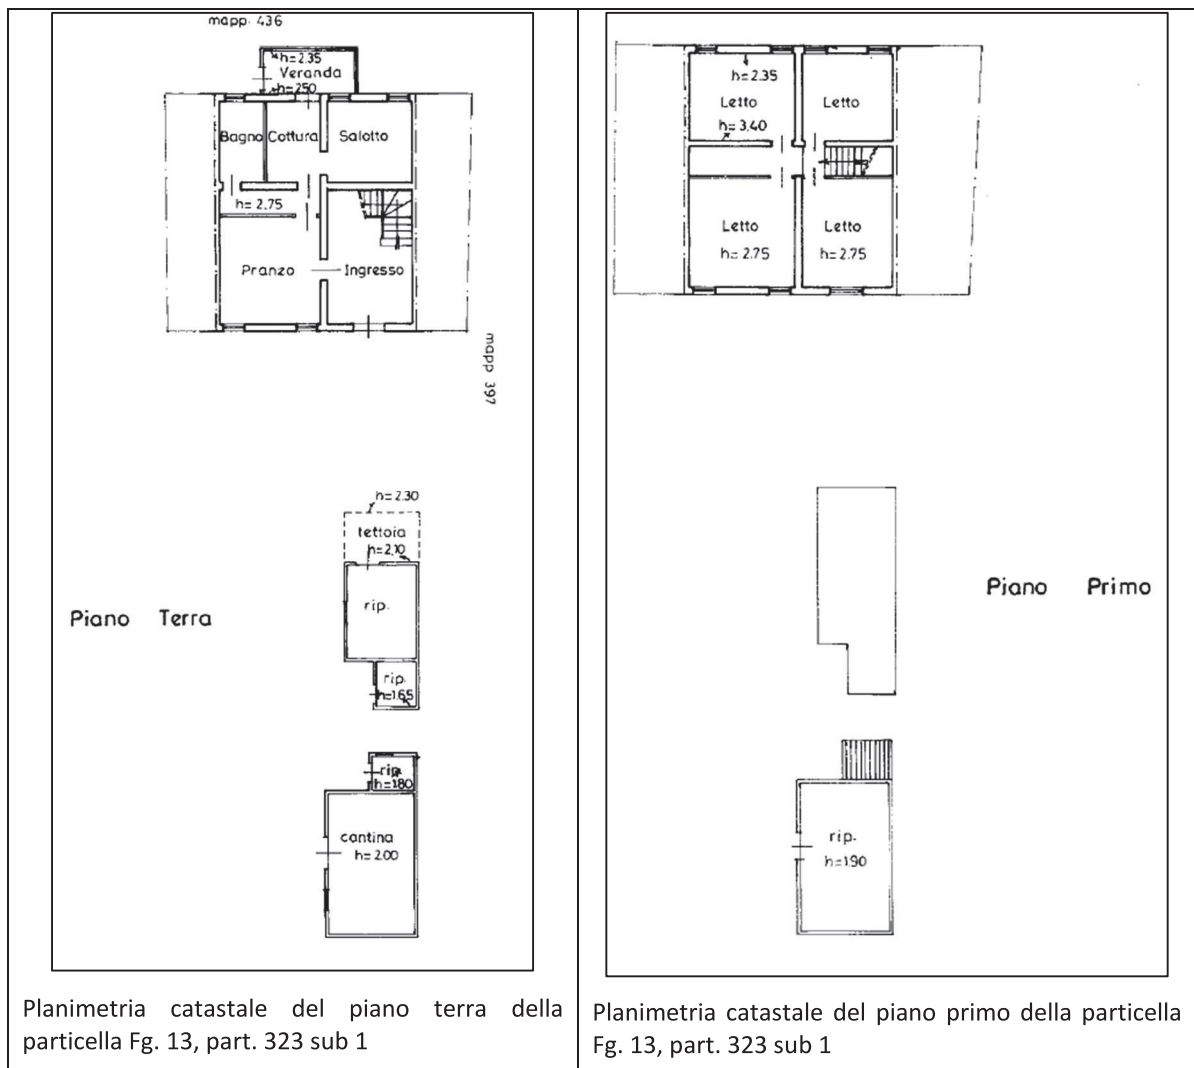 mapp. 436
h=2.35
Veranda
h=250
Bagno Cottura Salotto
h= 2.75
Pranzo Ingresso
mapp 397
h=2.30
tettoia
h=2.10
rip.
Piano Terra
rip.
h=1.65
rip.
h=180
cantina
h= 200
Planimetria catastale del piano terra della
particella Fg. 13, part. 323 sub 1
h=2.35
Letto Letto
h=3.40
Letto Letto
h=2.75 h=2.75
Piano Primo
rip.
h=190
Planimetria catastale del piano primo della particella
Fg. 13, part. 323 sub 1